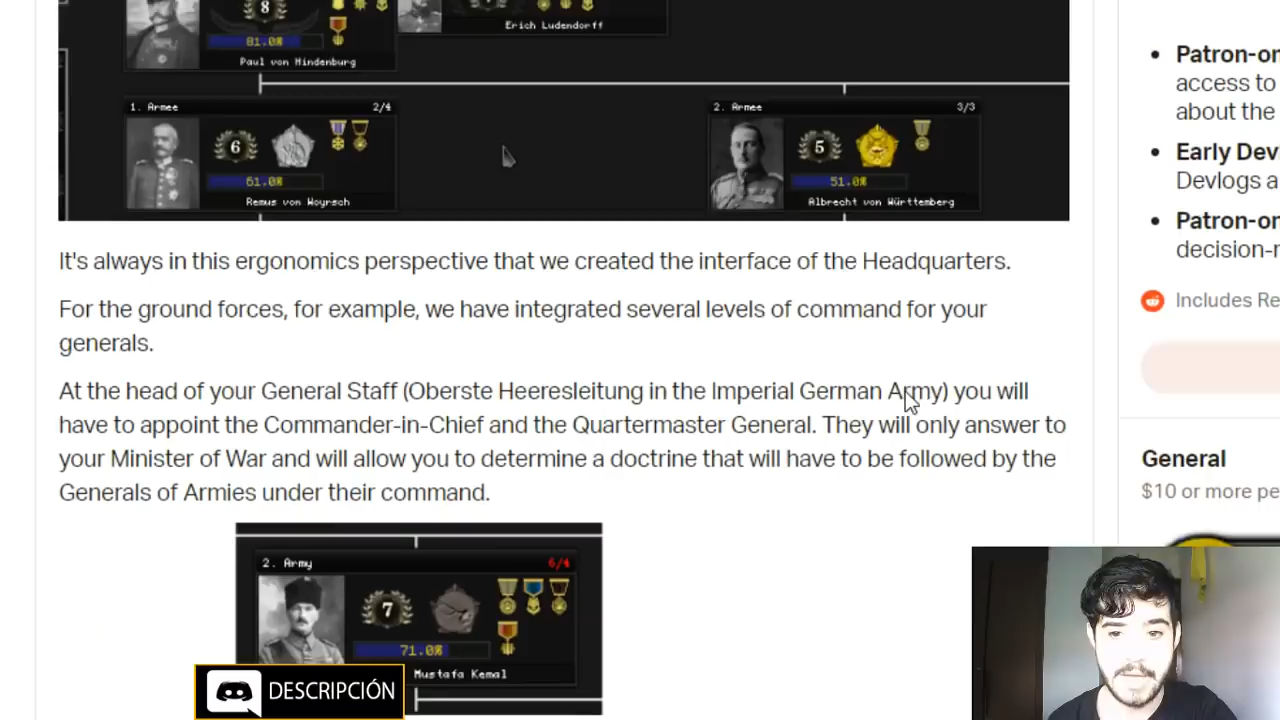 8
81.0%
Paul von Hindenburg
Erich Ludendorff
1. Armee 2/4
6
61.0%
Remus von Woyrsch
2. Armee 3/3
5
51.0%
Albrecht von Württemberg
It's always in this ergonomics perspective that we created the interface of the Headquarters.
For the ground forces, for example, we have integrated several levels of command for your
generals.
At the head of your General Staff (Oberste Heeresleitung in the Imperial German Army) you will
have to appoint the Commander-in-Chief and the Quartermaster General. They will only answer to
your Minister of War and will allow you to determine a doctrine that will have to be followed by the
Generals of Armies under their command.
2. Army 6/4
7
71.0%
Mustafa Kemal
DESCRIPCIÓN
Patron-on
access to
about the
Early Devl
Devlogs a
Patron-on
decision-r
Includes Re
General
$10 or more pe